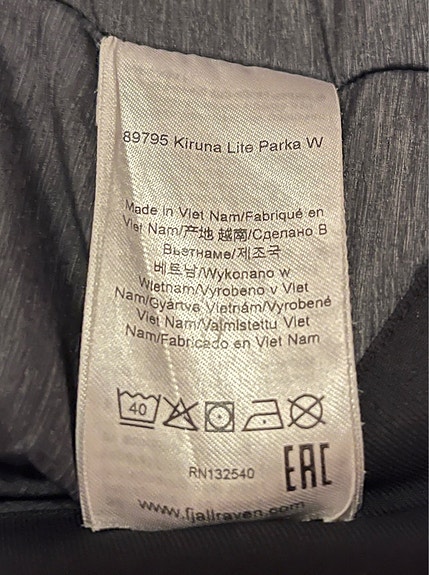 89795 Kiruna Lite Parka W
Made in Viet Nam/Fabriqué en
Viet Nam/产地 越南/Сделано В
Вьетнаме/제조국
베트남/Wykonano w
Wietnam/Vyrobeno v Viet
Nam/Gyártva Vietnám/Vyrobené
Viet Nam/Valmistettu Viet
Nam/Fabricado en Viet Nam
40
RN132540
EAC
www.fjallraven.com